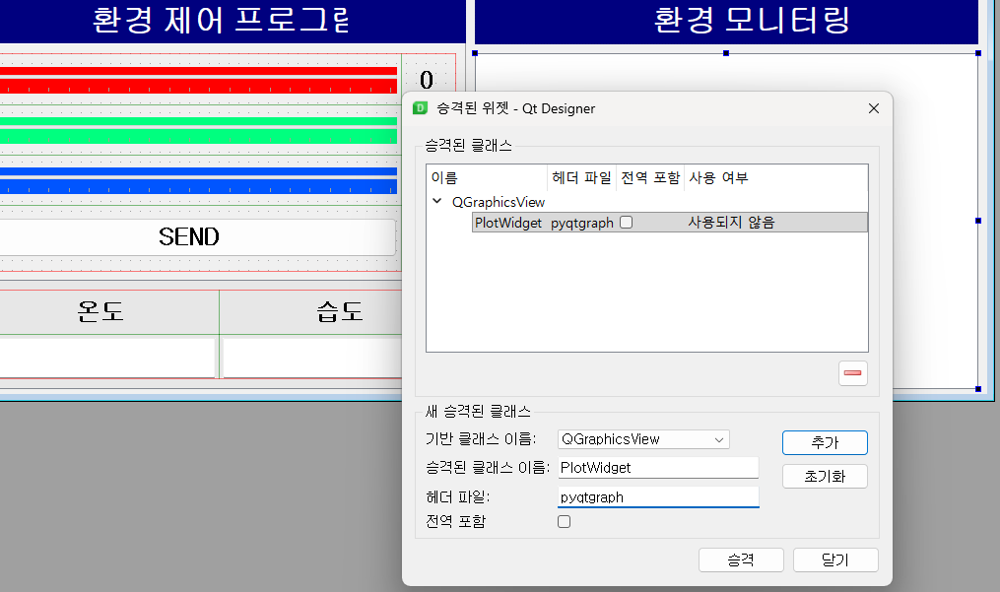 환경 제어 프로그램
환경 모니터링
0
SEND
온도
습도
승격된 위젯 - Qt Designer
승격된 클래스
이름 헤더 파일 전역 포함 사용 여부
QGraphicsView
PlotWidget pyqtgraph 사용되지 않음
새 승격된 클래스
기반 클래스 이름: QGraphicsView
추가
승격된 클래스 이름: PlotWidget
초기화
헤더 파일: pyqtgraph
전역 포함
승격 닫기